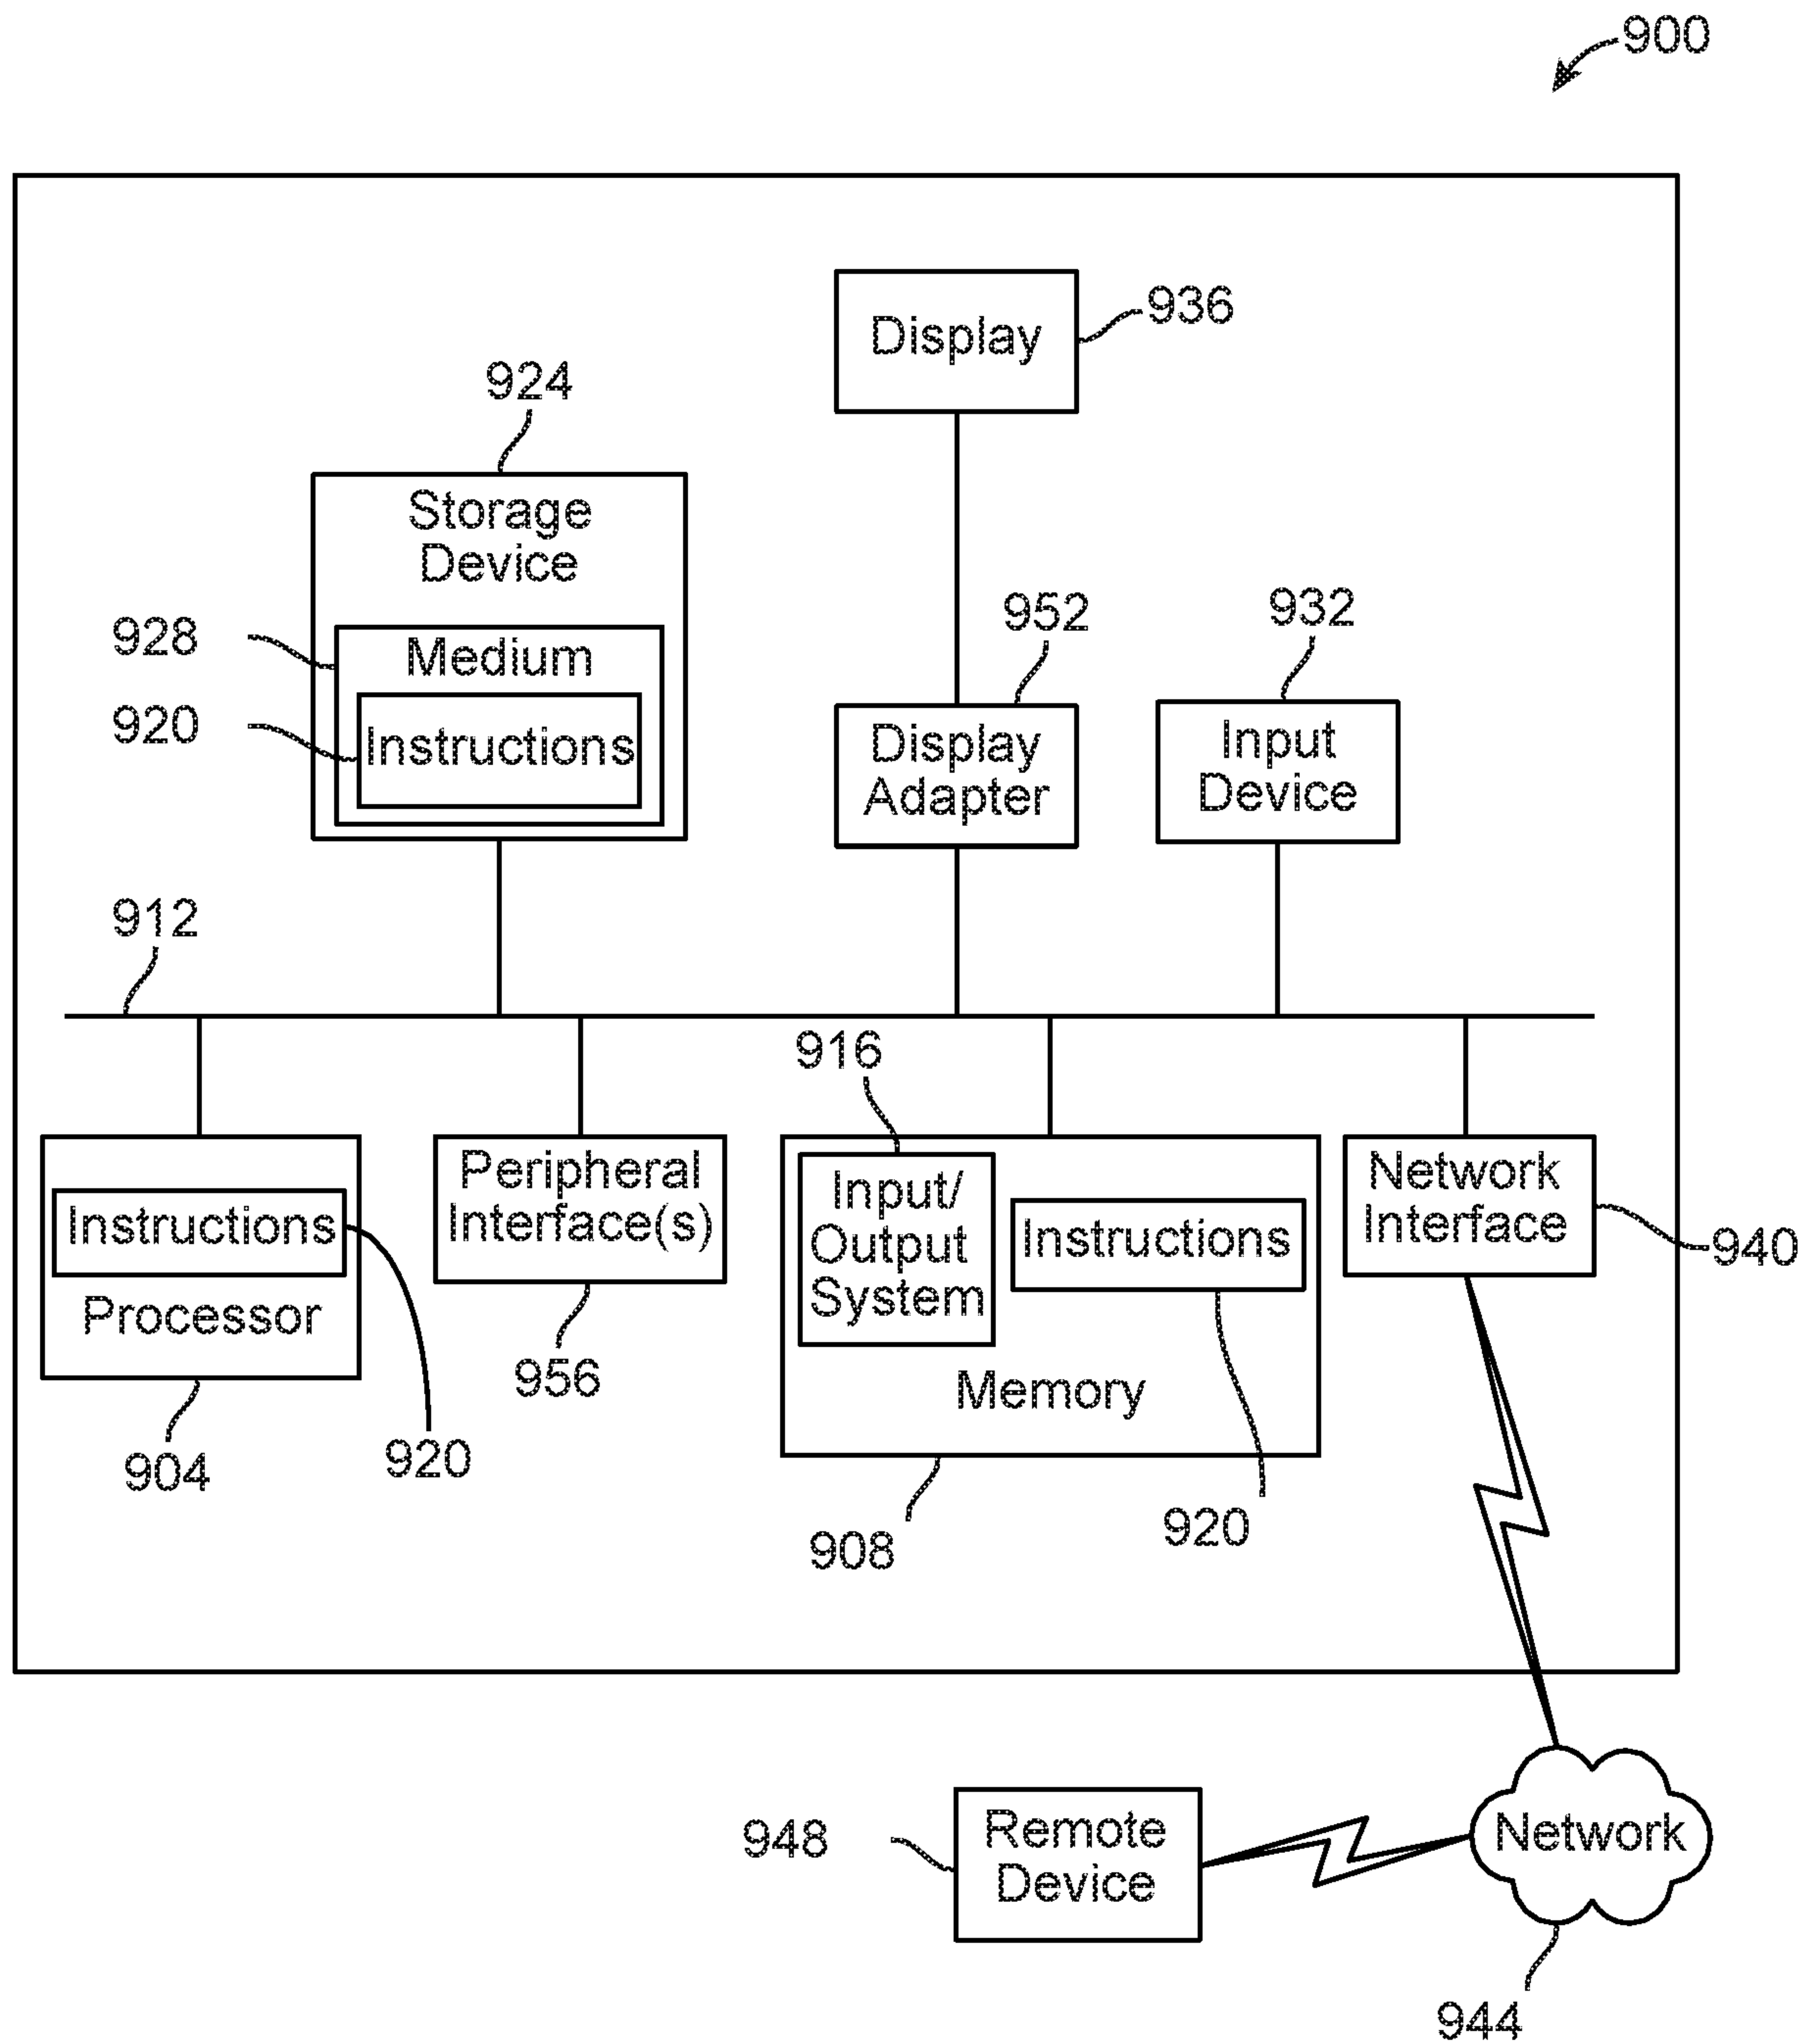 900
Display
936
924
Storage
Device
928
Medium
920
Instructions
952
Display
Adapter
932
Input
Device
912
916
Instructions
Processor
904
920
Peripheral
Interface(s)
956
Input/
Output
System
Instructions
Memory
908
920
Network
Interface
940
948
Remote
Device
Network
944